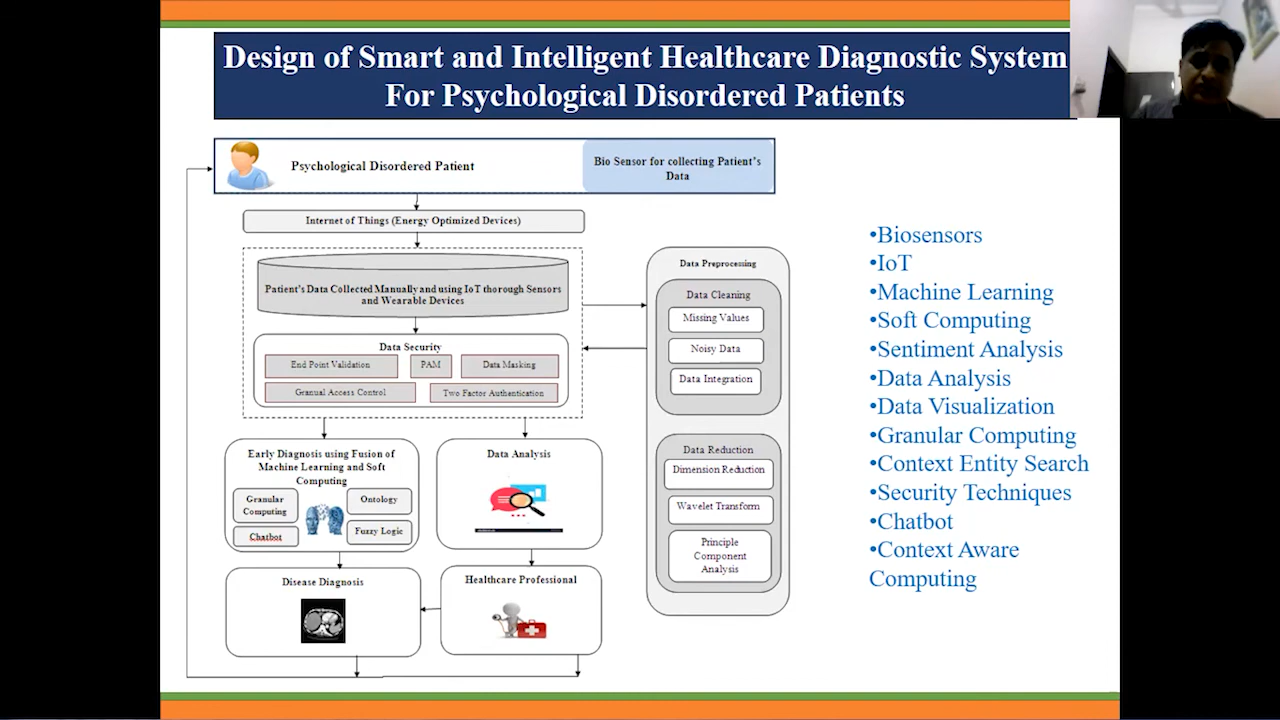 Design of Smart and Intelligent Healthcare Diagnostic System
For Psychological Disordered Patients
Psychological Disordered Patient
Bio Sensor for collecting Patient's
Data
Internet of Things (Energy Optimized Devices)
Patient's Data Collected Manually and using IoT thorough Sensors
and Wearable Devices
Data Security
End Point Validation
PAM
Data Masking
Granual Access Control
Two Factor Authentication
Data Preprocessing
Data Cleaning
Missing Values
Noisy Data
Data Integration
Data Reduction
Dimension Reduction
Wavelet Transform
Principle
Component
Analysis
Early Diagnosis using Fusion of
Machine Learning and Soft
Computing
Granular
Computing
Ontology
Chatbot
Fuzzy Logic
Data Analysis
Disease Diagnosis
Healthcare Professional
•Biosensors
•IoT
•Machine Learning
•Soft Computing
•Sentiment Analysis
•Data Analysis
•Data Visualization
•Granular Computing
•Context Entity Search
•Security Techniques
•Chatbot
•Context Aware
Computing